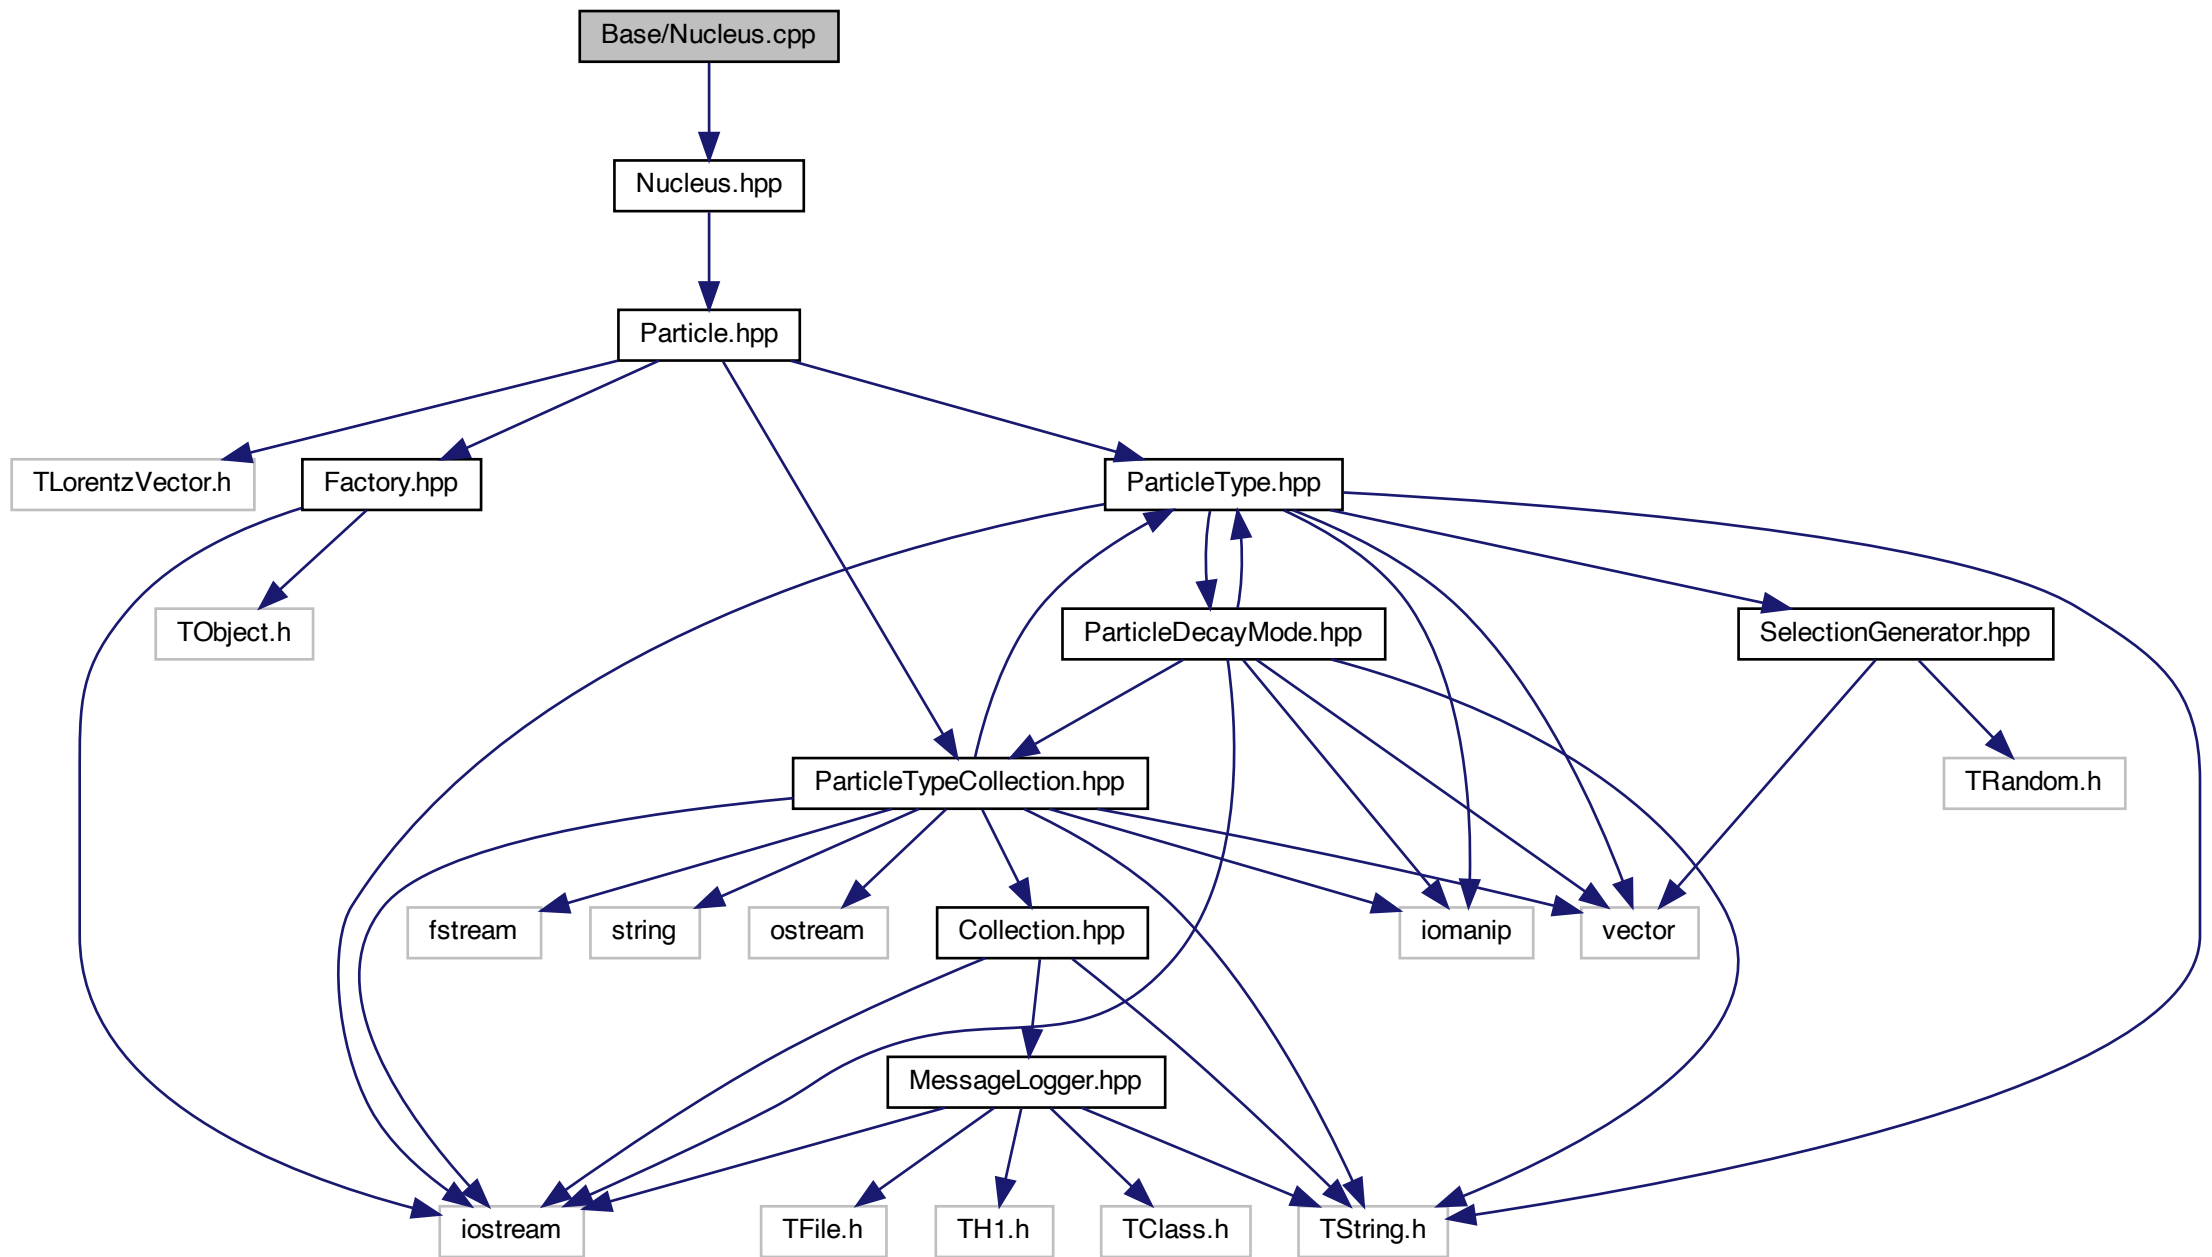 Base/Nucleus.cpp
Nucleus.hpp
Particle.hpp
TLorentzVector.h
Factory.hpp
ParticleType.hpp
TObject.h
ParticleDecayMode.hpp
SelectionGenerator.hpp
ParticleTypeCollection.hpp
TRandom.h
fstream
string
ostream
Collection.hpp
iomanip
vector
MessageLogger.hpp
iostream
TFile.h
TH1.h
TClass.h
TString.h